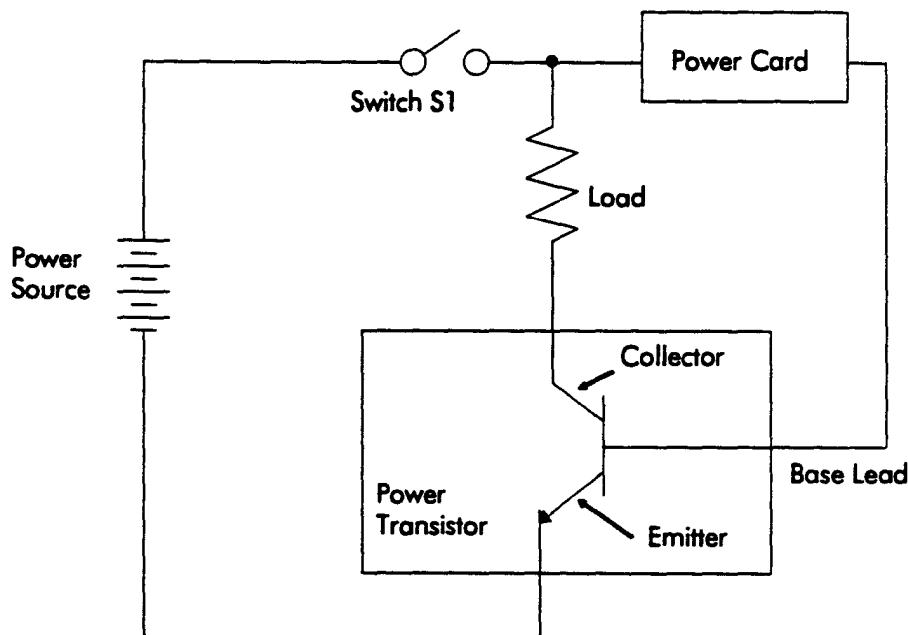 Power Card
Switch S1
Load
Power
Source
Collector
Base Lead
Power
Transistor
Emitter